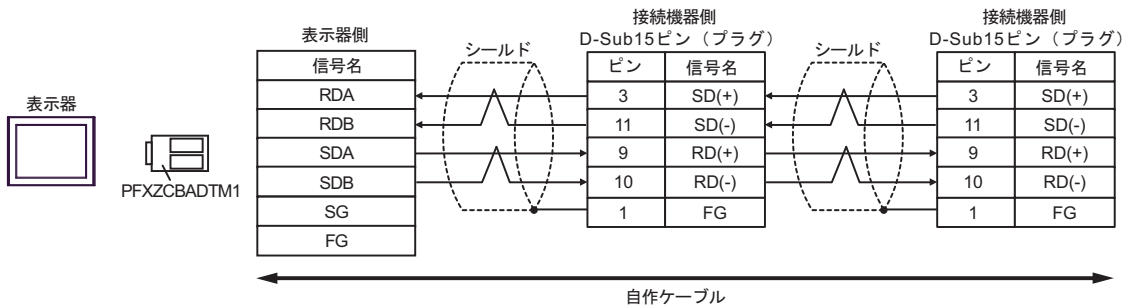 表示器
PFXZCBADTM1
表示器側
信号名
RDA
RDB
SDA
SDB
SG
FG
シールド
接続機器側
D-Sub15ピン（プラグ）
ピン 信号名
3 SD(+)
11 SD(-)
9 RD(+)
10 RD(-)
1 FG
シールド
接続機器側
D-Sub15ピン（プラグ）
ピン 信号名
3 SD(+)
11 SD(-)
9 RD(+)
10 RD(-)
1 FG
自作ケーブル